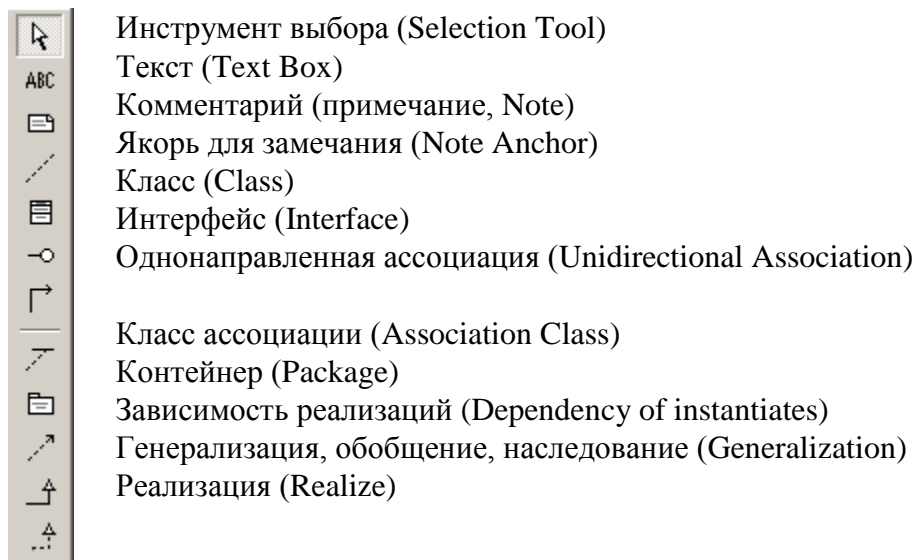 Инструмент выбора (Selection Tool)
ABC
Текст (Text Box)
Комментарий (примечание, Note)
Якорь для замечания (Note Anchor)
Класс (Class)
Интерфейс (Interface)
Однонаправленная ассоциация (Unidirectional Association)
Класс ассоциации (Association Class)
Контейнер (Package)
Зависимость реализаций (Dependency of instantiates)
Генерализация, обобщение, наследование (Generalization)
Реализация (Realize)